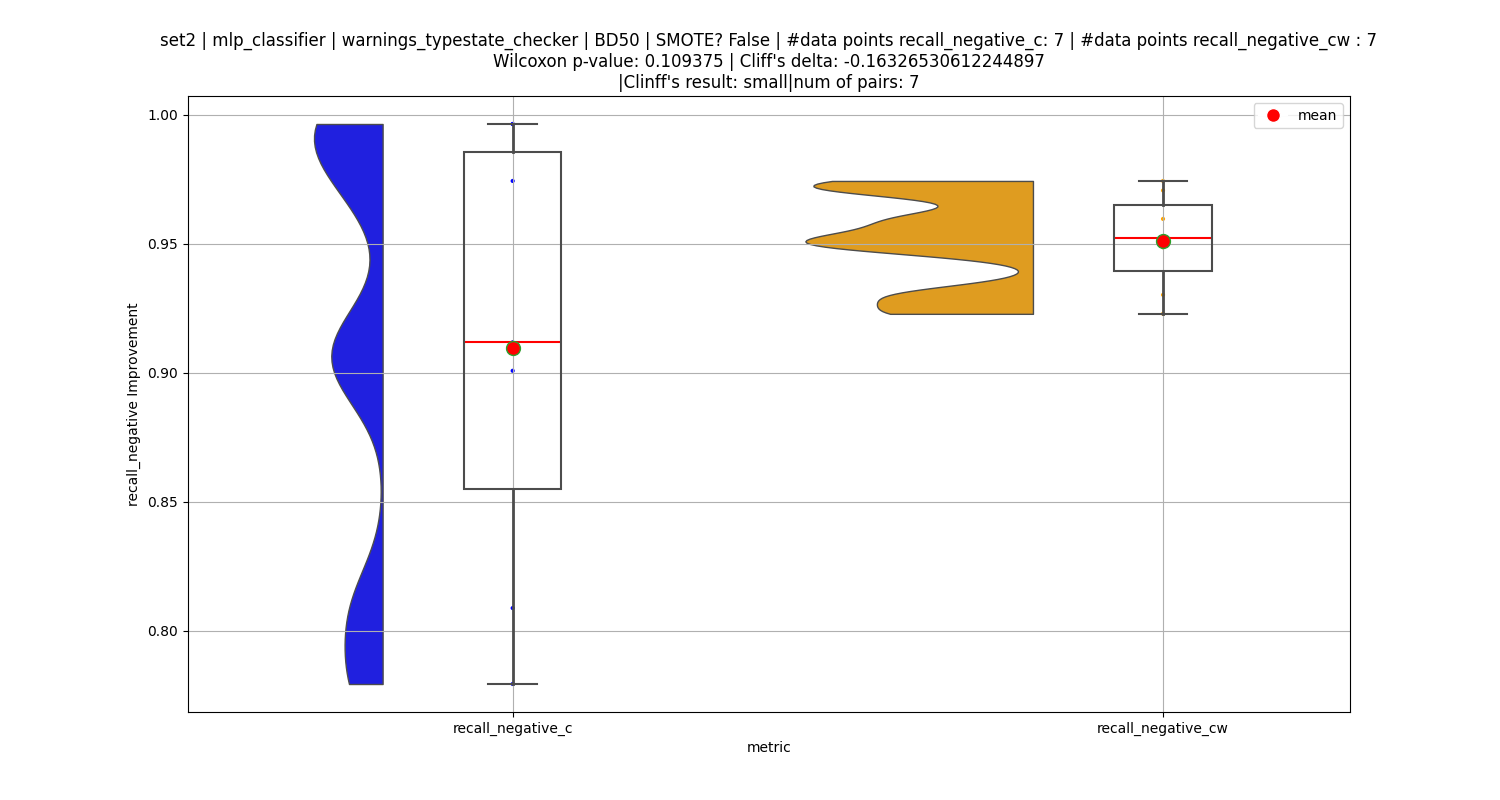 set2 | mlp_classifier | warnings_typestate_checker | BD50 | SMOTE? False | #data points recall_negative_c: 7 | #data points recall_negative_cw : 7
Wilcoxon p-value: 0.109375 | Cliff's delta: -0.16326530612244897
|Clinff's result: small|num of pairs: 7
mean
1.00
0.95
0.90
0.85
0.80
recall_negative Improvement
recall_negative_c
recall_negative_cw
metric